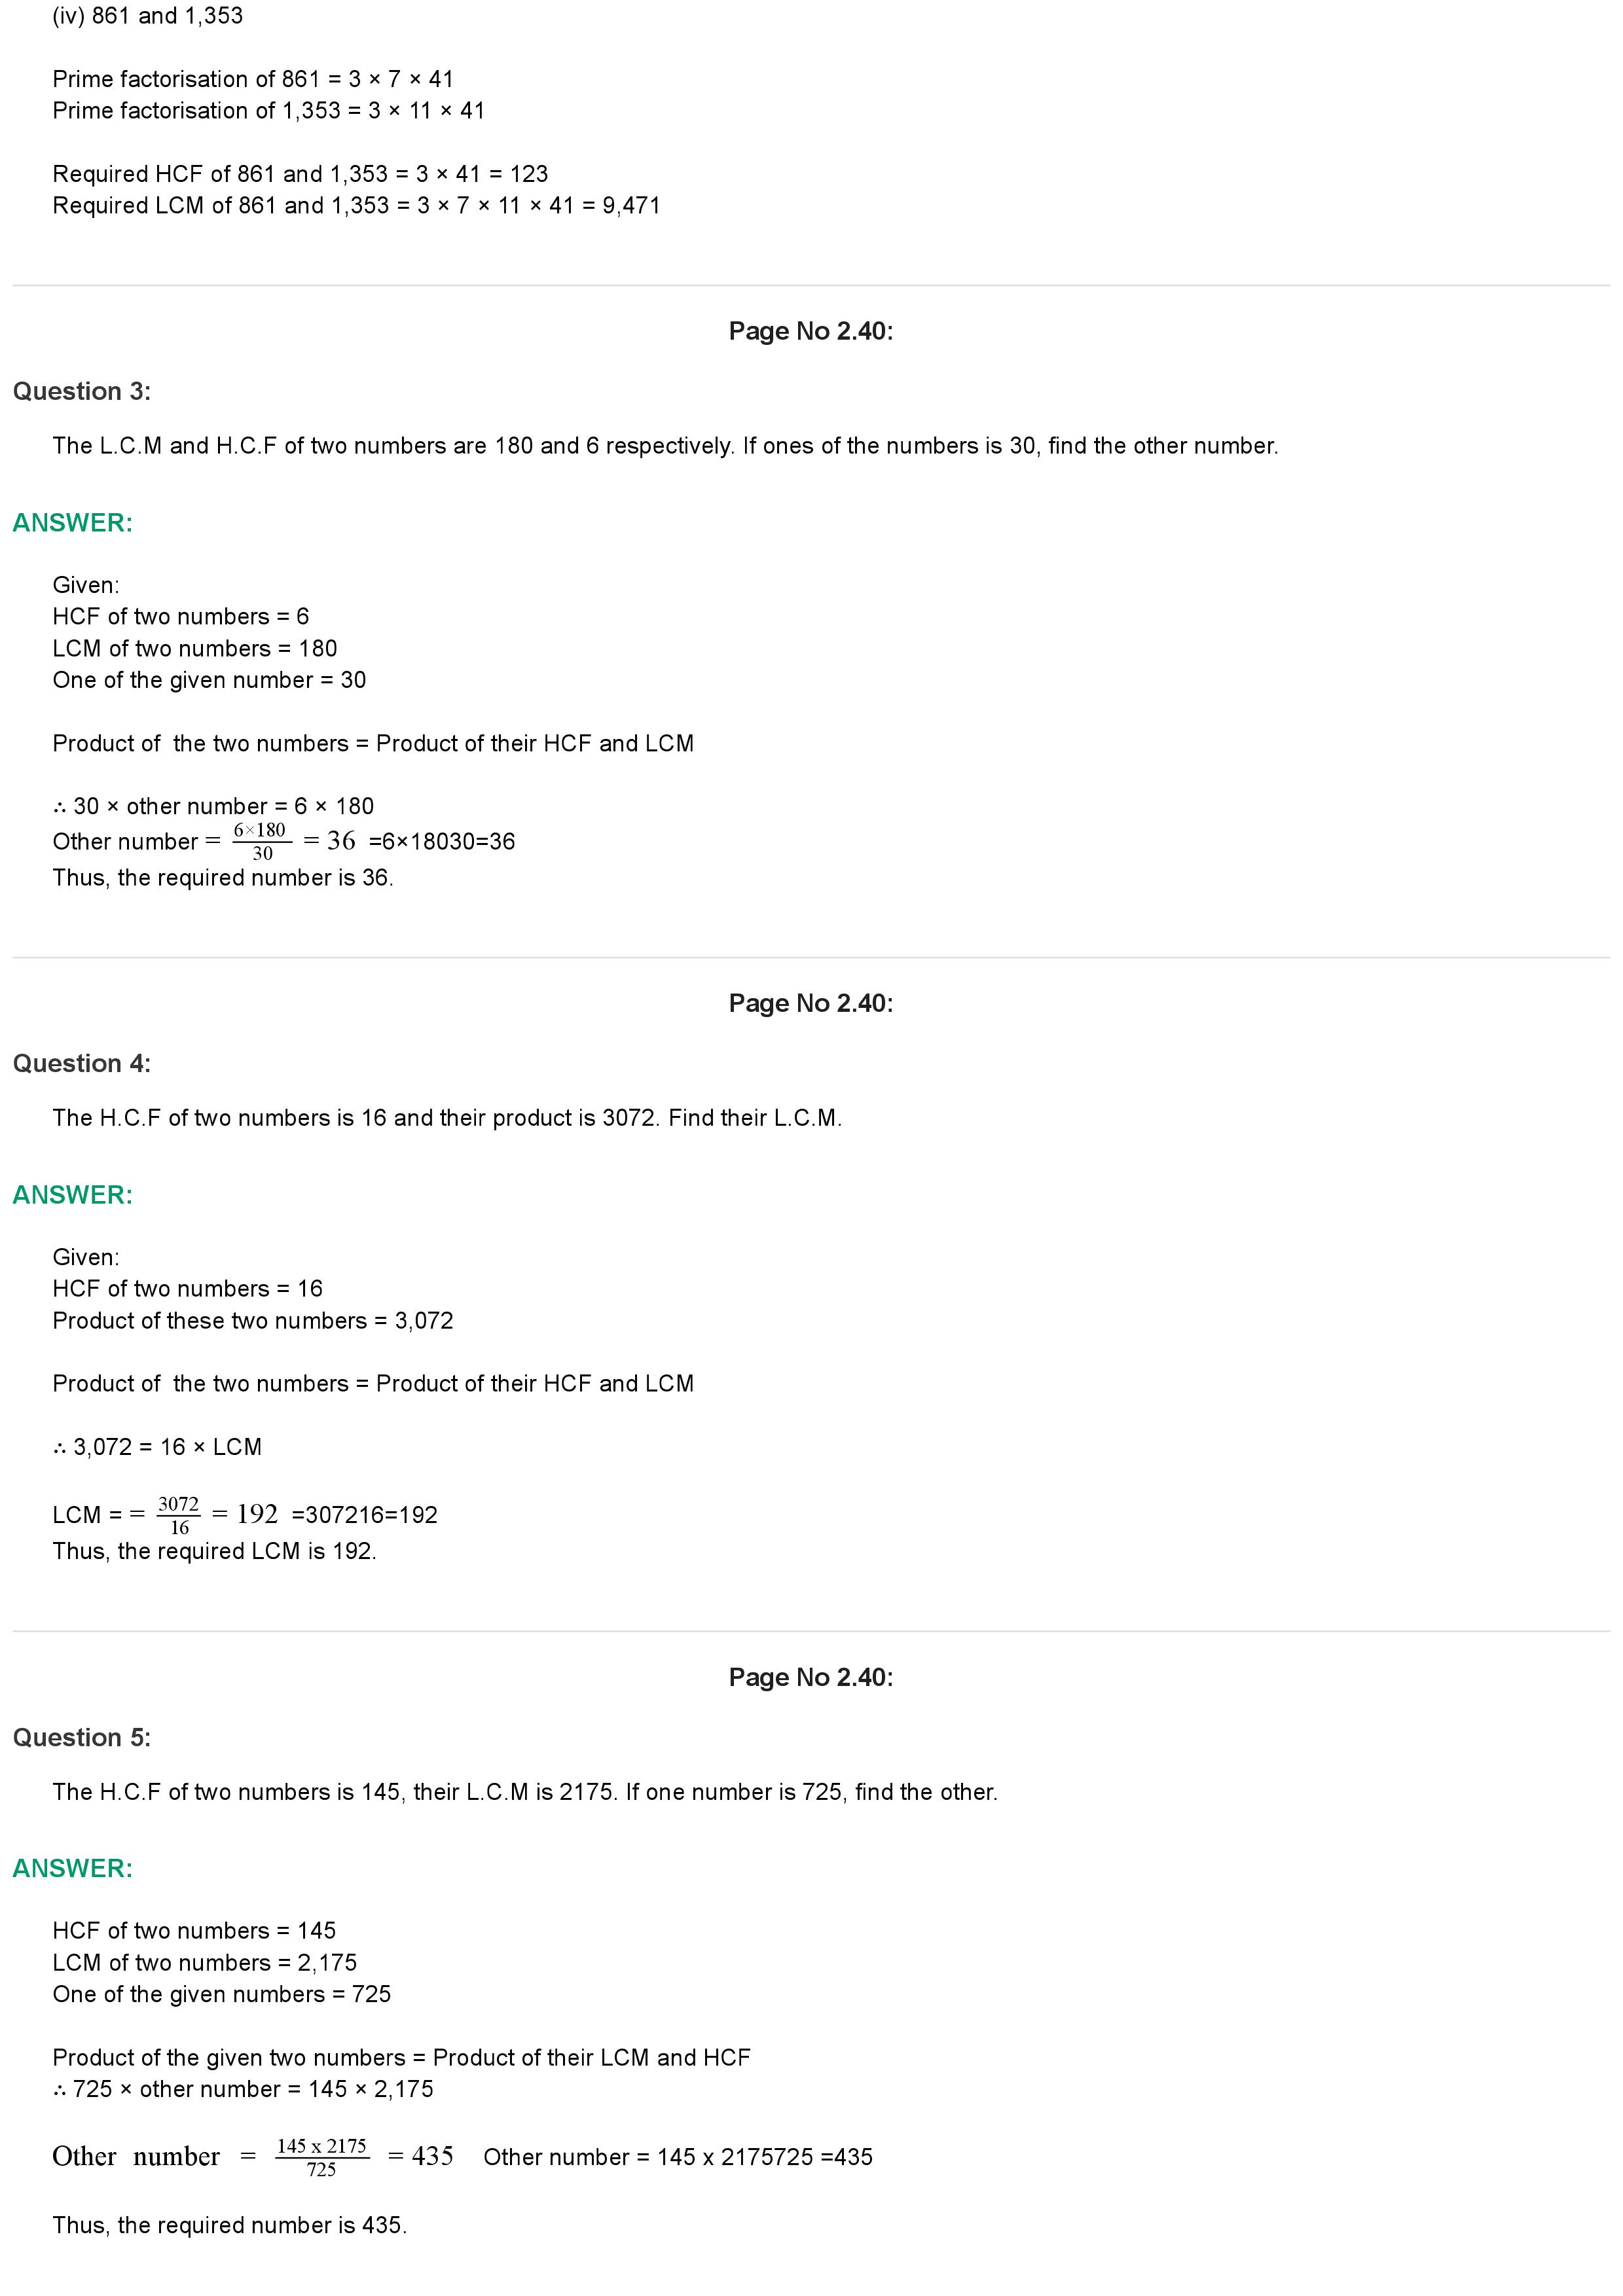 (iv) 861 and 1,353
Prime factorisation of 861 = 3 × 7 × 41
Prime factorisation of 1,353 = 3 × 11 × 41
Required HCF of 861 and 1,353 = 3 × 41 = 123
Required LCM of 861 and 1,353 = 3 × 7 × 11 × 41 = 9,471
Page No 2.40:
Question 3:
The L.C.M and H.C.F of two numbers are 180 and 6 respectively. If ones of the numbers is 30, find the other number.
ANSWER:
Given:
HCF of two numbers = 6
LCM of two numbers = 180
One of the given number = 30
Product of  the two numbers = Product of their HCF and LCM
∴ 30 × other number = 6 × 180
Other number = 6×180/30 = 36 =6×18030=36
Thus, the required number is 36.
Page No 2.40:
Question 4:
The H.C.F of two numbers is 16 and their product is 3072. Find their L.C.M.
ANSWER:
Given:
HCF of two numbers = 16
Product of these two numbers = 3,072
Product of  the two numbers = Product of their HCF and LCM
∴ 3,072 = 16 × LCM
LCM = = 3072/16 = 192 =307216=192
Thus, the required LCM is 192.
Page No 2.40:
Question 5:
The H.C.F of two numbers is 145, their L.C.M is 2175. If one number is 725, find the other.
ANSWER:
HCF of two numbers = 145
LCM of two numbers = 2,175
One of the given numbers = 725
Product of the given two numbers = Product of their LCM and HCF
∴ 725 × other number = 145 × 2,175
Other number = 145 x 2175/725 = 435 Other number = 145 x 2175725 =435
Thus, the required number is 435.